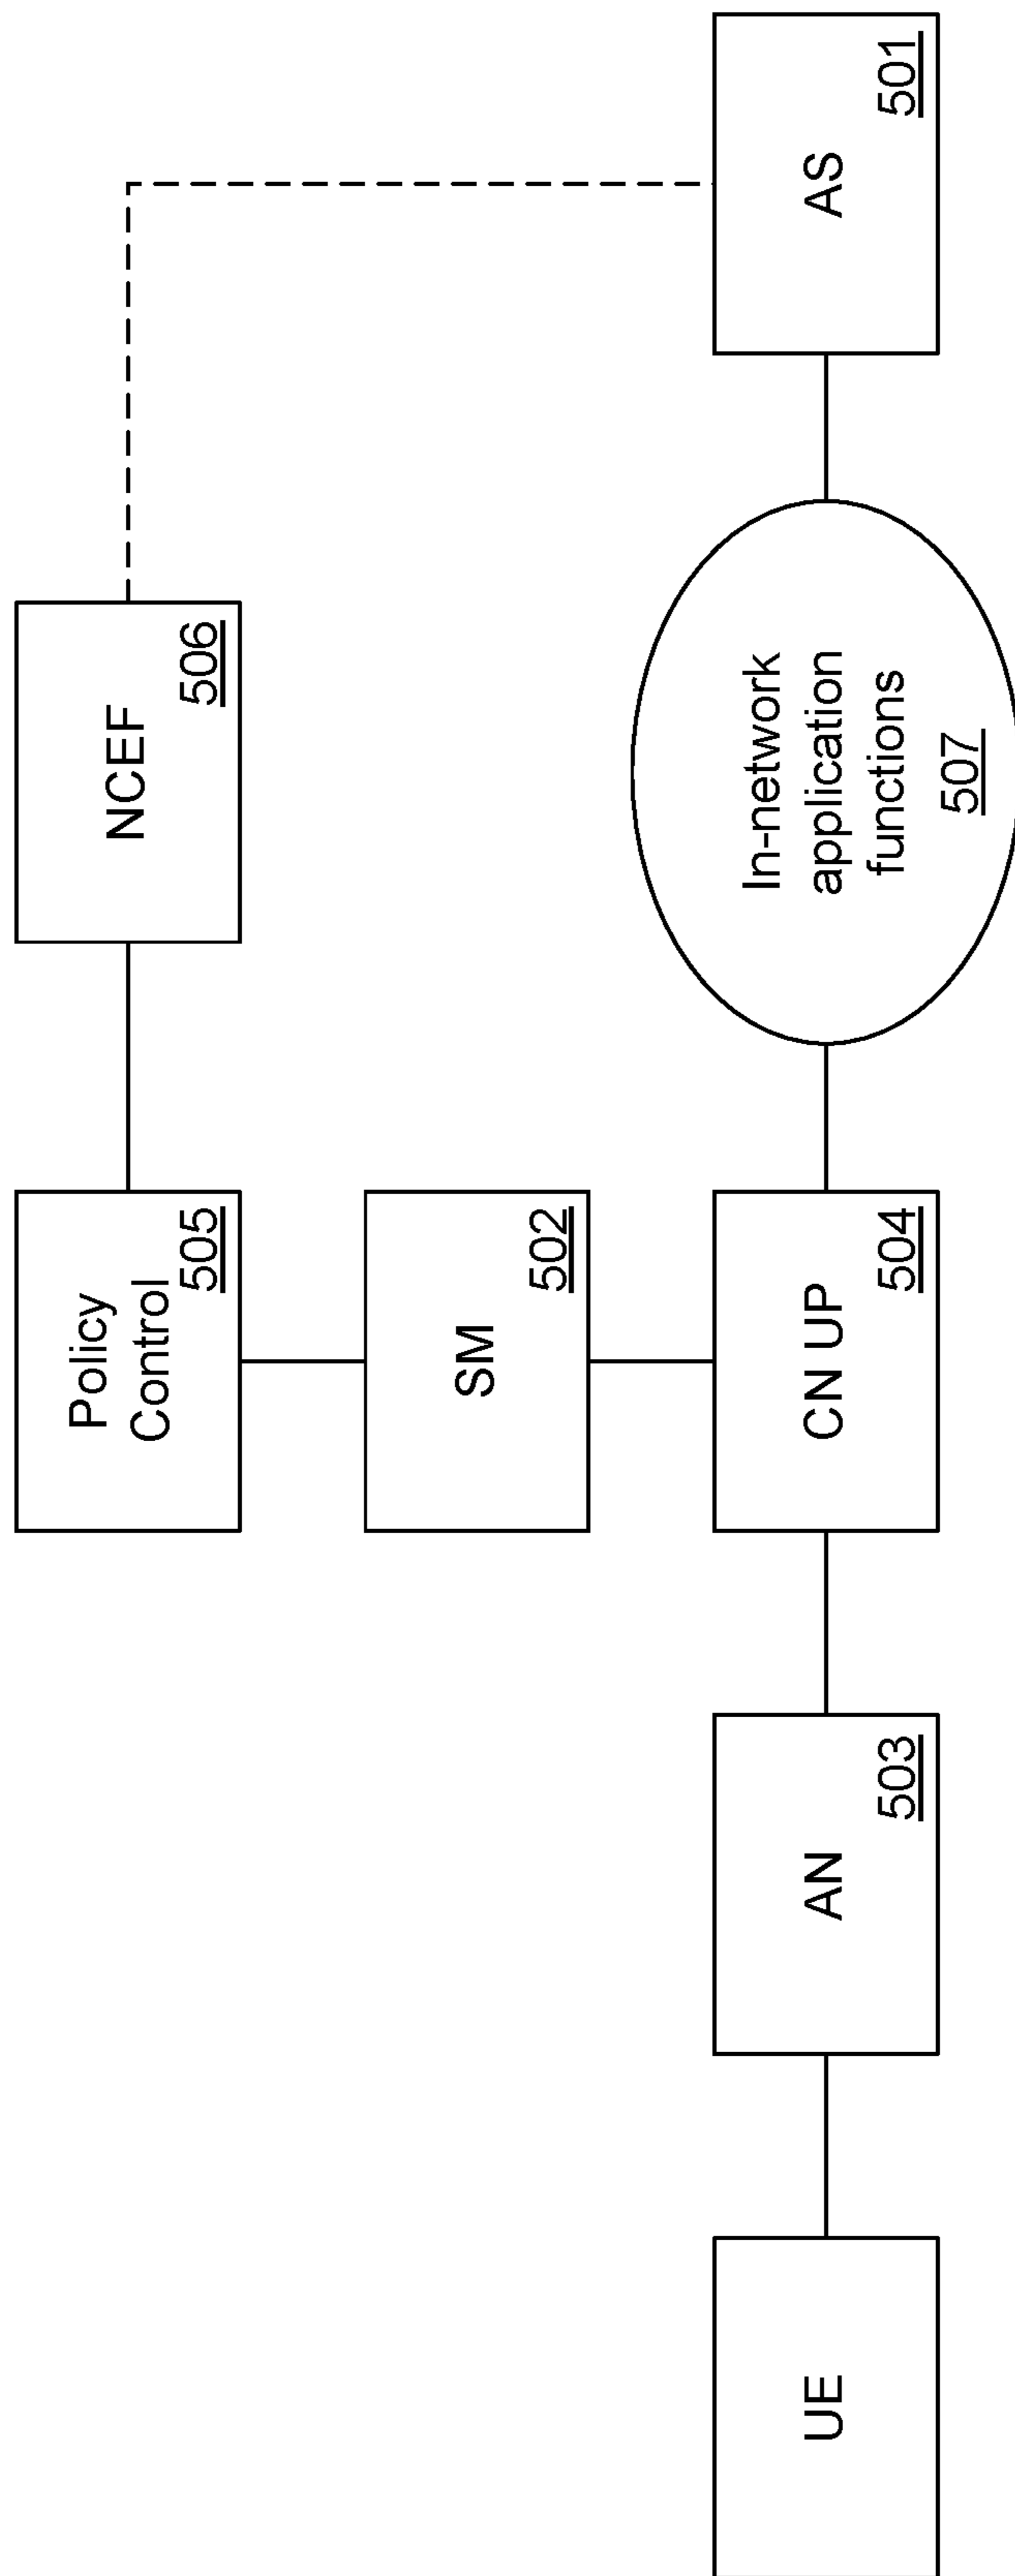 Policy
Control
505
NCEF
506
SM
502
UE
AN
503
CN UP
504
In-network
application
functions
507
AS
501